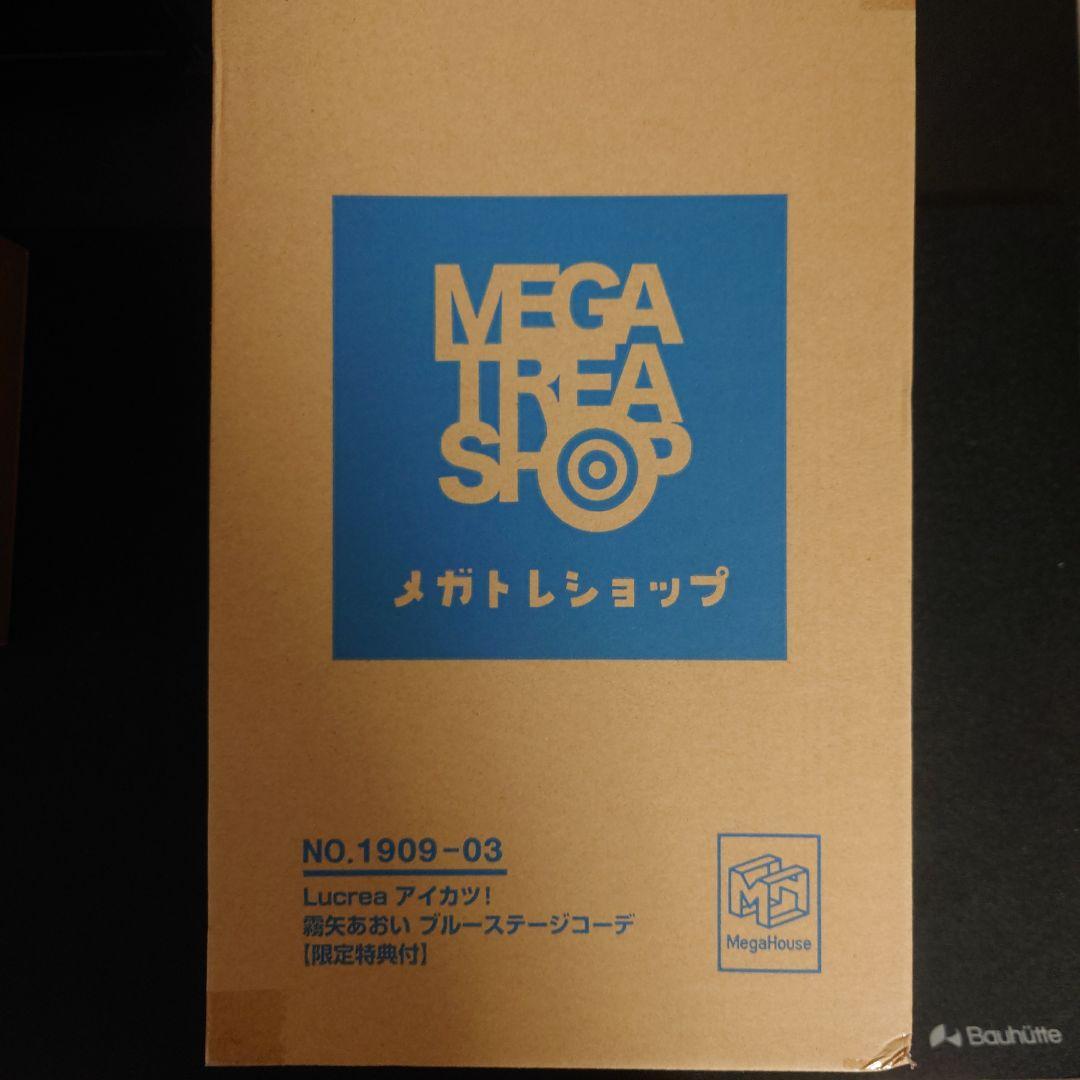 MEGA
TREA
SHOP
メガトレショップ
NO.1909-03
Lucrea アイカツ!
霧矢あおい ブルーステージコーデ
【限定特典付】
MegaHouse
Bauhütte